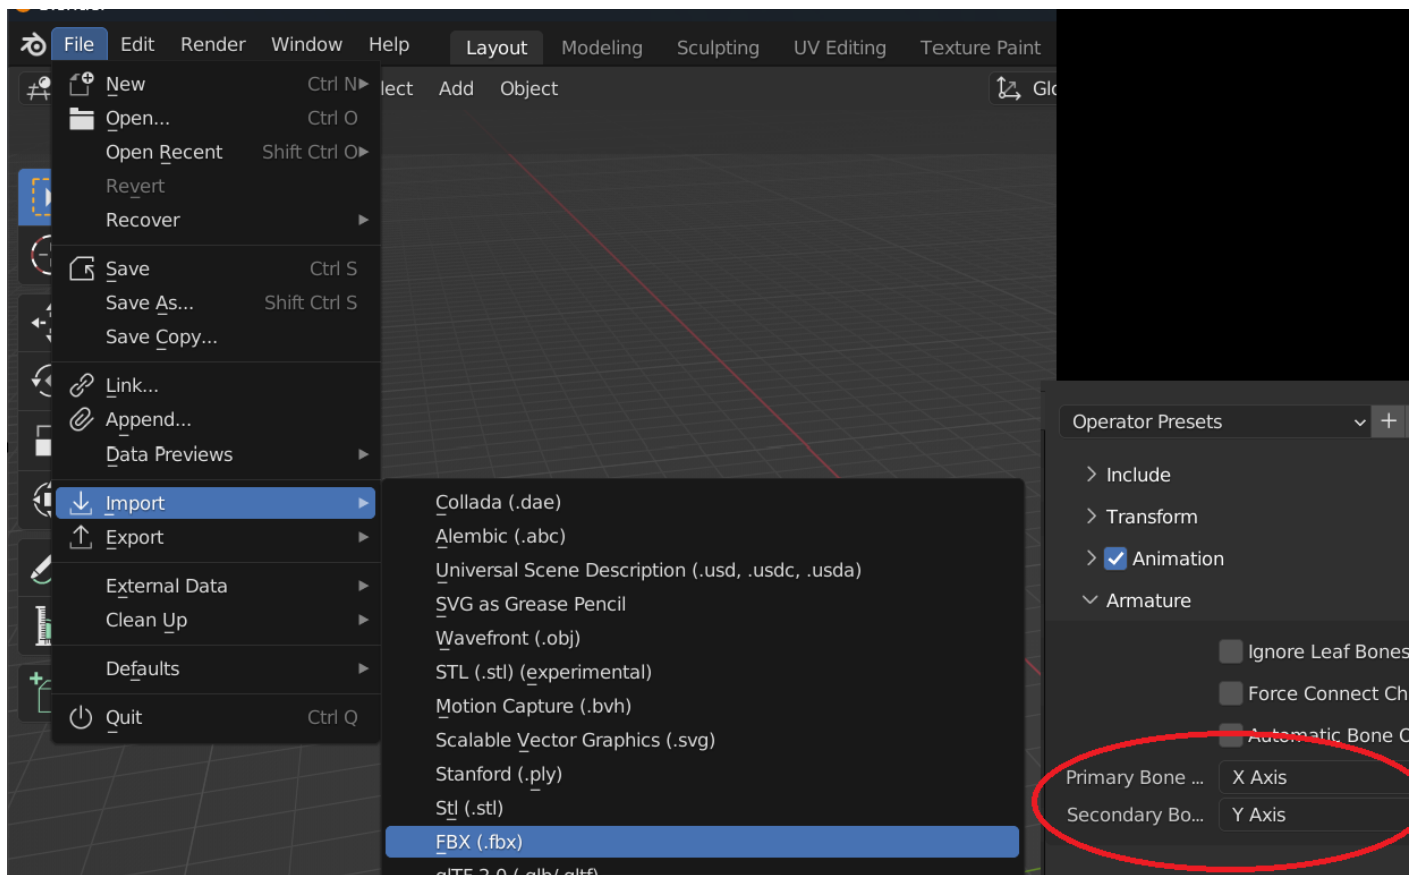 File Edit Render Window Help Layout Modeling Sculpting UV Editing Texture Paint
lect Add Object
New Ctrl N
Open... Ctrl O
Open Recent Shift Ctrl O
Revert
Recover
Save Ctrl S
Save As... Shift Ctrl S
Save Copy...
Link...
Append...
Data Previews
Import
Export
External Data
Clean Up
Defaults
Quit Ctrl Q
Collada (.dae)
Alembic (.abc)
Universal Scene Description (.usd, .usdc, .usda)
SVG as Grease Pencil
Wavefront (.obj)
STL (.stl) (experimental)
Motion Capture (.bvh)
Scalable Vector Graphics (.svg)
Stanford (.ply)
Stl (.stl)
FBX (.fbx)
Operator Presets
Include
Transform
Animation
Armature
Ignore Leaf Bones
Force Connect Ch
Automatic Bone
Primary Bone ... X Axis
Secondary Bo... Y Axis